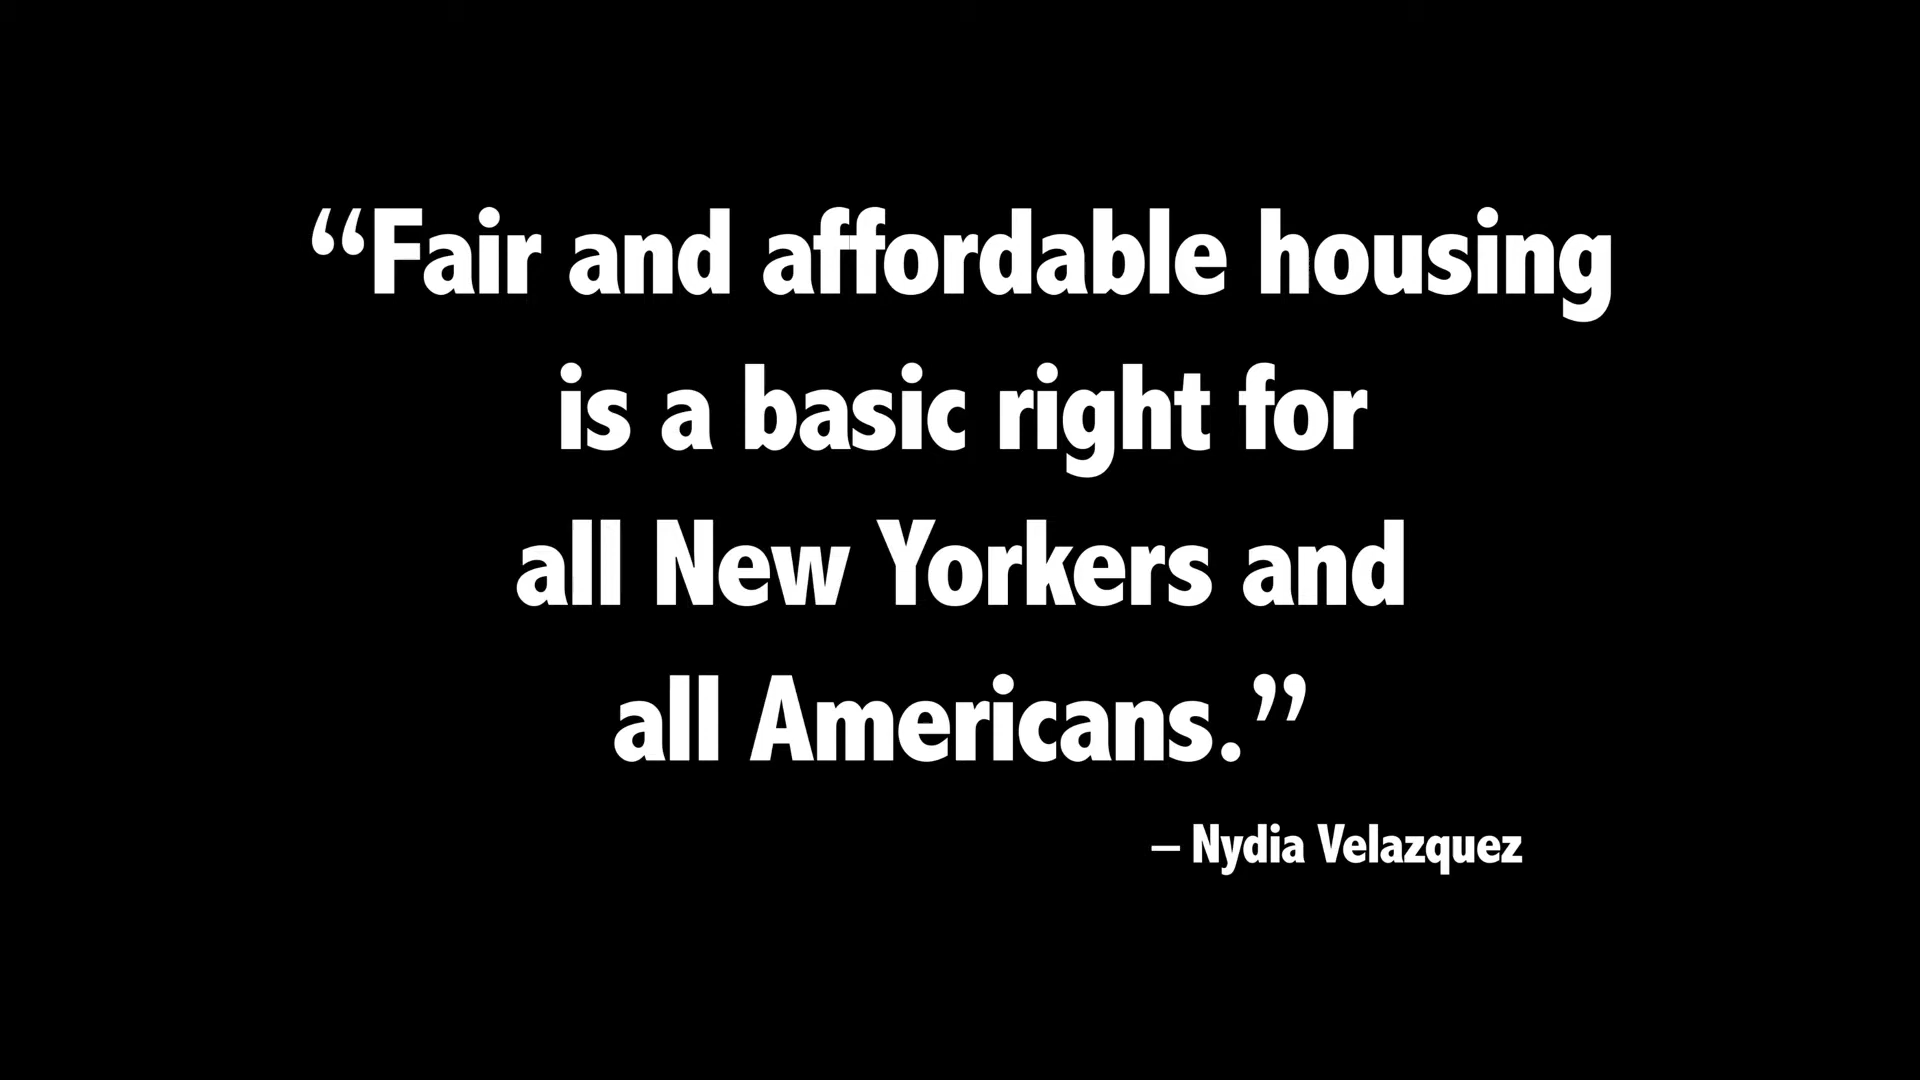 “Fair and affordable housing
is a basic right for
all New Yorkers and
all Americans.”
– Nydia Velazquez